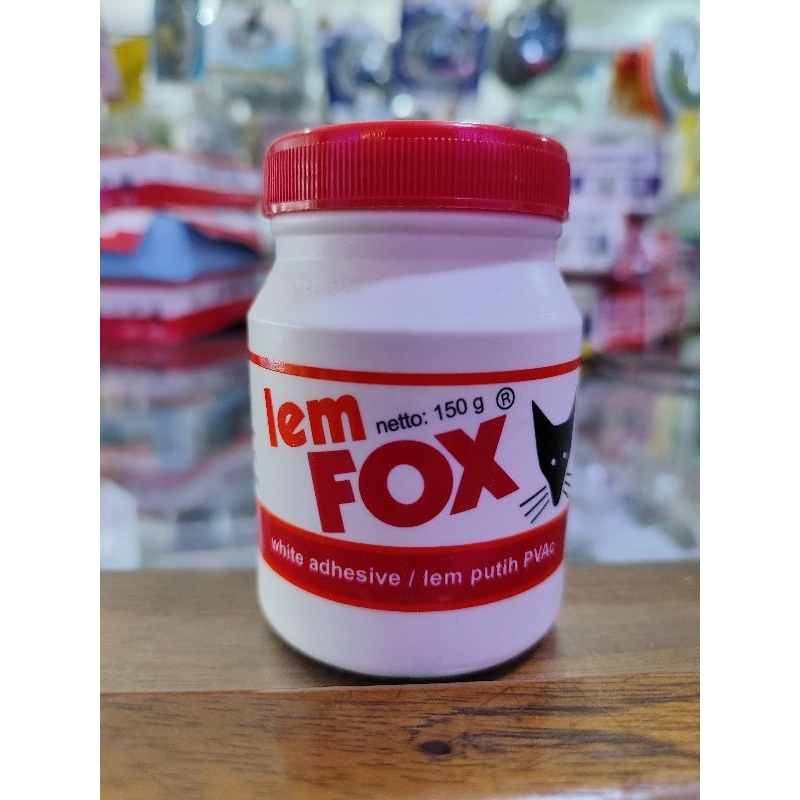 lem netto: 150 g ®
FOX
white adhesive / lem putih PVAc